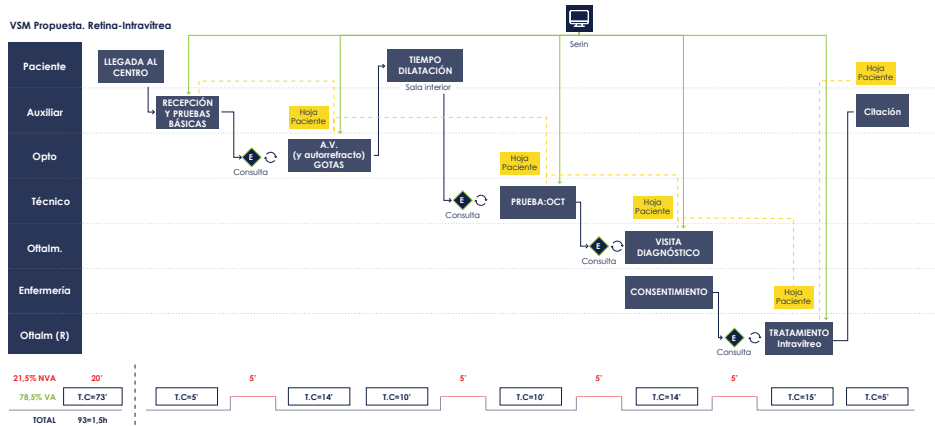 VSM Propuesta. Retina-Intravítrea
Serin
Paciente
LLEGADA AL
CENTRO
TIEMPO
DILATACIÓN
Sala interior
Hoja
Paciente
Auxiliar
RECEPCIÓN
Y PRUEBAS
BÁSICAS
Hoja
Paciente
Citación
Opto
E
Consulta
A.V.
(y autorrefracto)
GOTAS
Hoja
Paciente
Técnico
E
Consulta
PRUEBA:OCT
Hoja
Paciente
Oftalm.
E
Consulta
VISITA
DIAGNÓSTICO
Enfermería
CONSENTIMIENTO
Hoja
Paciente
Oftalm (R)
E
Consulta
TRATAMIENTO
Intravítreo
21,5% NVA 20' 5' 5' 5' 5'
78,5% VA T.C=73' T.C=5' T.C=14' T.C=10' T.C=10' T.C=14' T.C=15' T.C=5'
TOTAL 93=1,5h